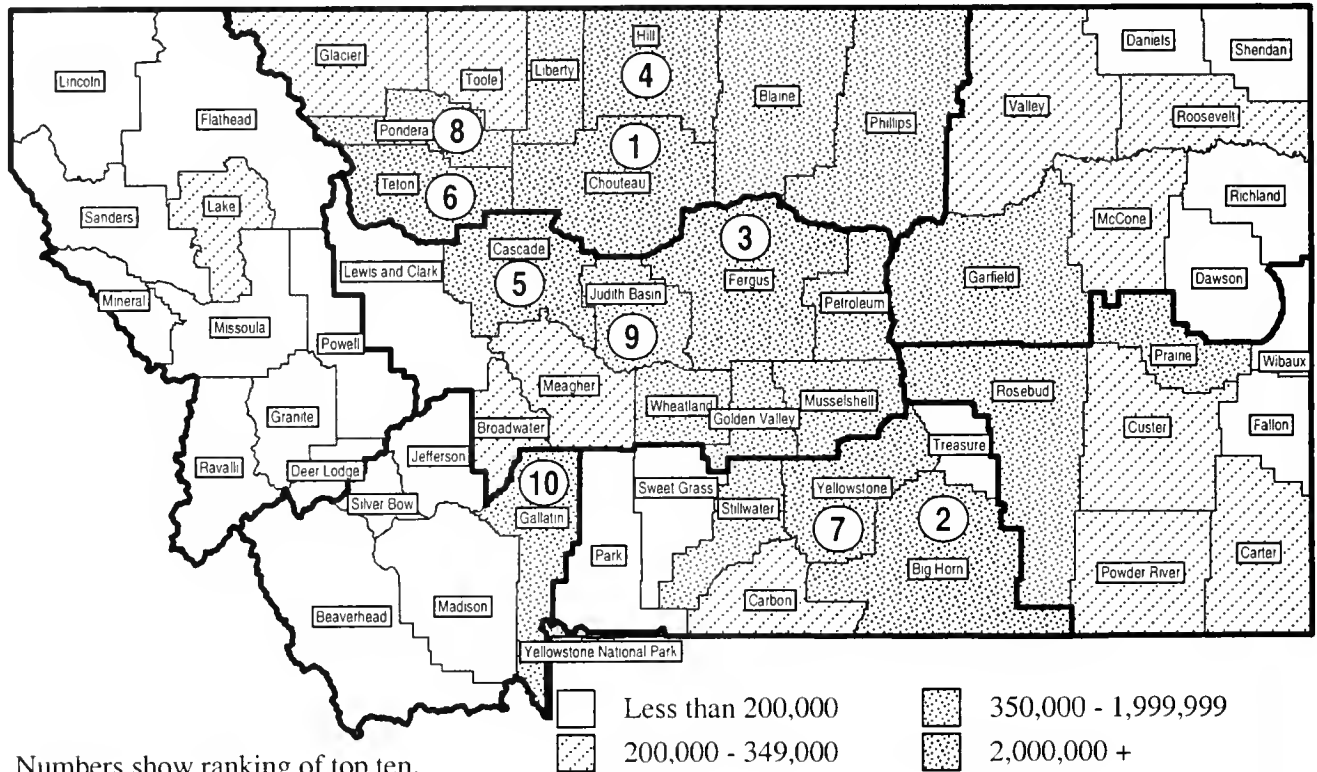 Hill
Daniels
Shendan
Glacier
Toole
Liberty
4
Lincoln
Blaine
Valley
Roosevelt
Flathead
Pondera
8
Phillips
1
Teton
6
Chouteau
Richland
Sanders
Lake
McCone
3
Cascade
Lewis and Clark
5
Judith Basin
Fergus
Garfield
Dawson
Mineral
Petroleum
Missoula
Powell
9
Praine
Wibaux
Meagher
Rosebud
Granite
Wheatland
Golden Valley
Musselshell
Custer
Fallon
Broadwater
Treasure
Ravalli
Deer Lodge
Jefferson
Silver Bow
10
Sweet Grass
Yellowstone
Stillwater
Gallatin
7
2
Park
Big Horn
Powder River
Carter
Carbon
Madison
Beaverhead
Yellowstone National Park
Less than 200,000
350,000 - 1,999,999
200,000 - 349,000
2,000,000 +
Numbers show ranking of top ten.